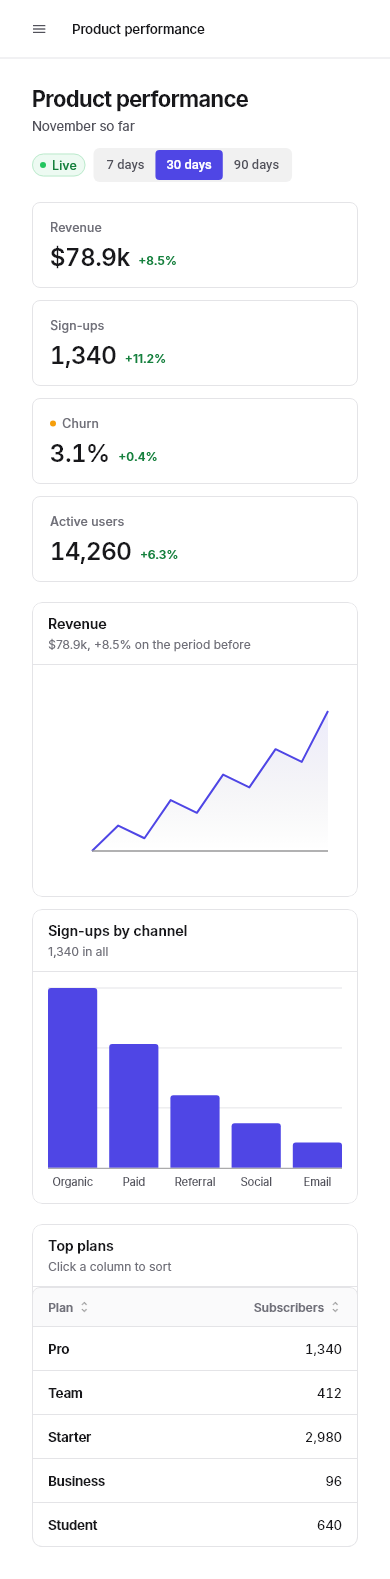 Product performance
Product performance
November so far
Live 7 days 30 days 90 days
Revenue
$78.9k +8.5%
Sign-ups
1,340 +11.2%
Churn
3.1% +0.4%
Active users
14,260 +6.3%
Revenue
$78.9k, +8.5% on the period before
Sign-ups by channel
1,340 in all
Organic Paid Referral Social Email
Top plans
Click a column to sort
Plan Subscribers
Pro 1,340
Team 412
Starter 2,980
Business 96
Student 640